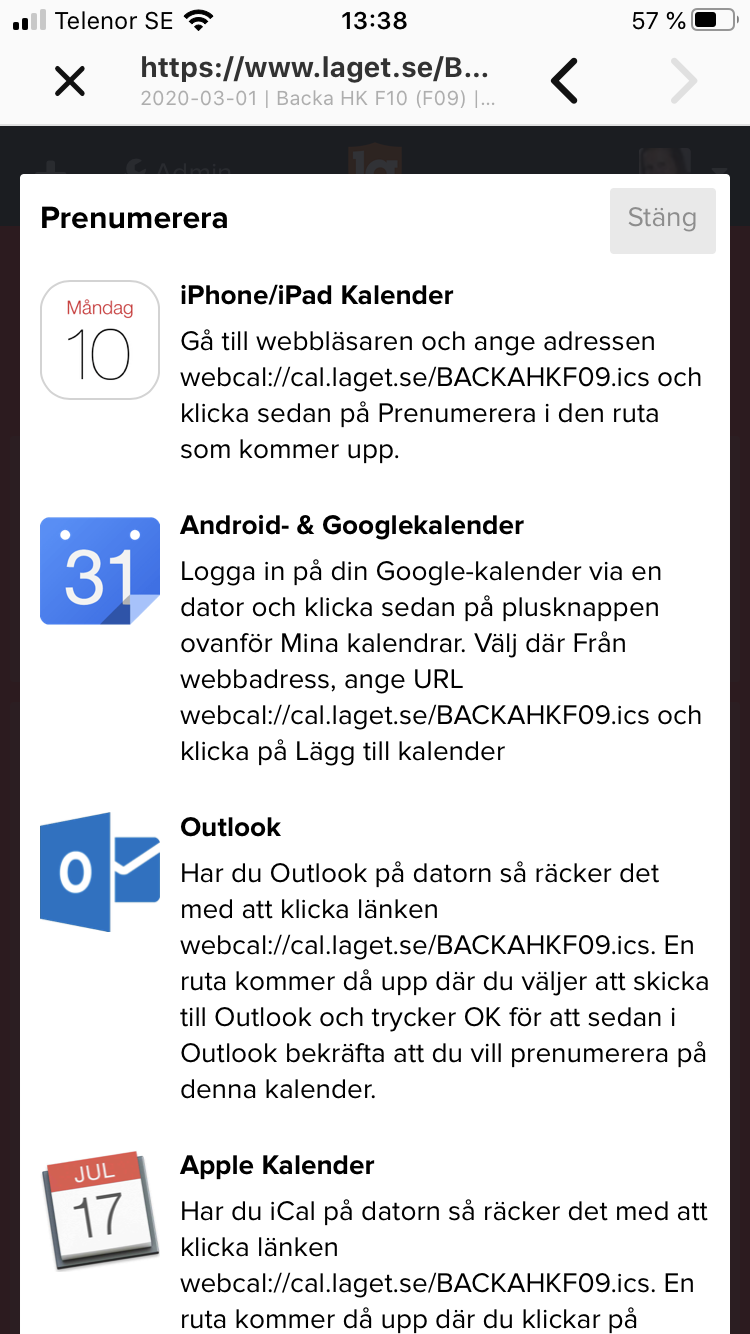 Telenor SE 13:38 57 %
https://www.laget.se/B...
2020-03-01 | Backa HK F10 (F09) |...
Admin
Prenumerera
Stäng
Måndag
10
iPhone/iPad Kalender
Gå till webbläsaren och ange adressen
webcal://cal.laget.se/BACKAHKF09.ics och
klicka sedan på Prenumerera i den ruta
som kommer upp.
31
Android- & Googlekalender
Logga in på din Google-kalender via en
dator och klicka sedan på plusknappen
ovanför Mina kalendrar. Välj där Från
webbadress, ange URL
webcal://cal.laget.se/BACKAHKF09.ics och
klicka på Lägg till kalender
O
Outlook
Har du Outlook på datorn så räcker det
med att klicka länken
webcal://cal.laget.se/BACKAHKF09.ics. En
ruta kommer då upp där du väljer att skicka
till Outlook och trycker OK för att sedan i
Outlook bekräfta att du vill prenumerera på
denna kalender.
JUL
17
Apple Kalender
Har du iCal på datorn så räcker det med att
klicka länken
webcal://cal.laget.se/BACKAHKF09.ics. En
ruta kommer då upp där du klickar på